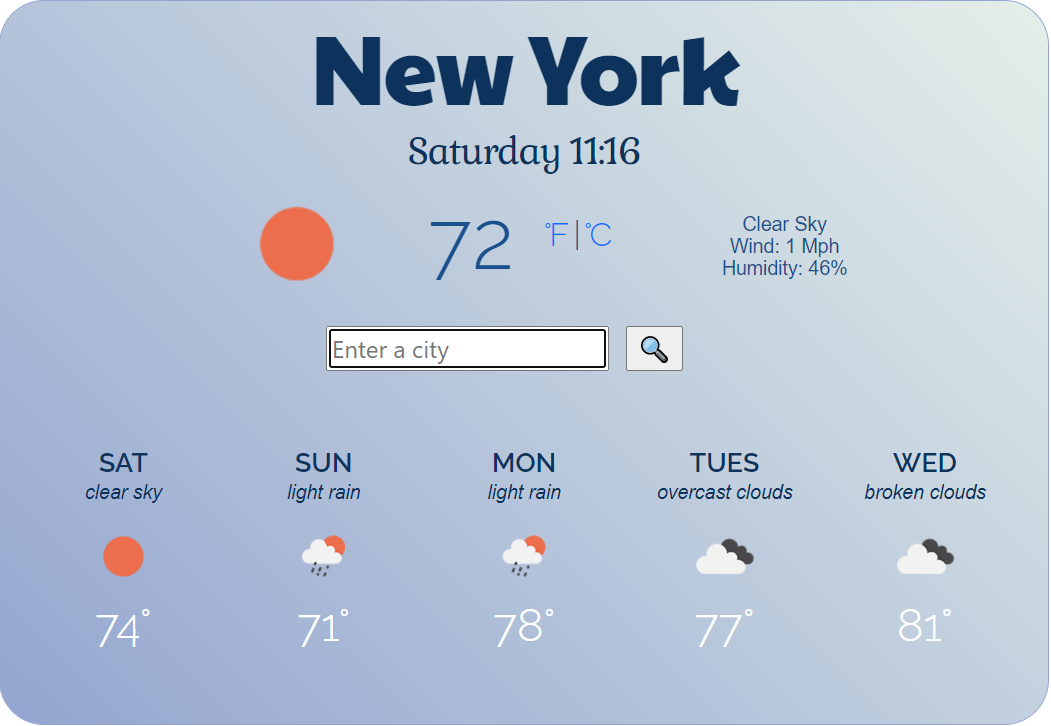 New York
Saturday 11:16
72 °F|°C
Clear Sky
Wind: 1 Mph
Humidity: 46%
Enter a city
SAT SUN MON TUES WED
clear sky light rain light rain overcast clouds broken clouds
74° 71° 78° 77° 81°